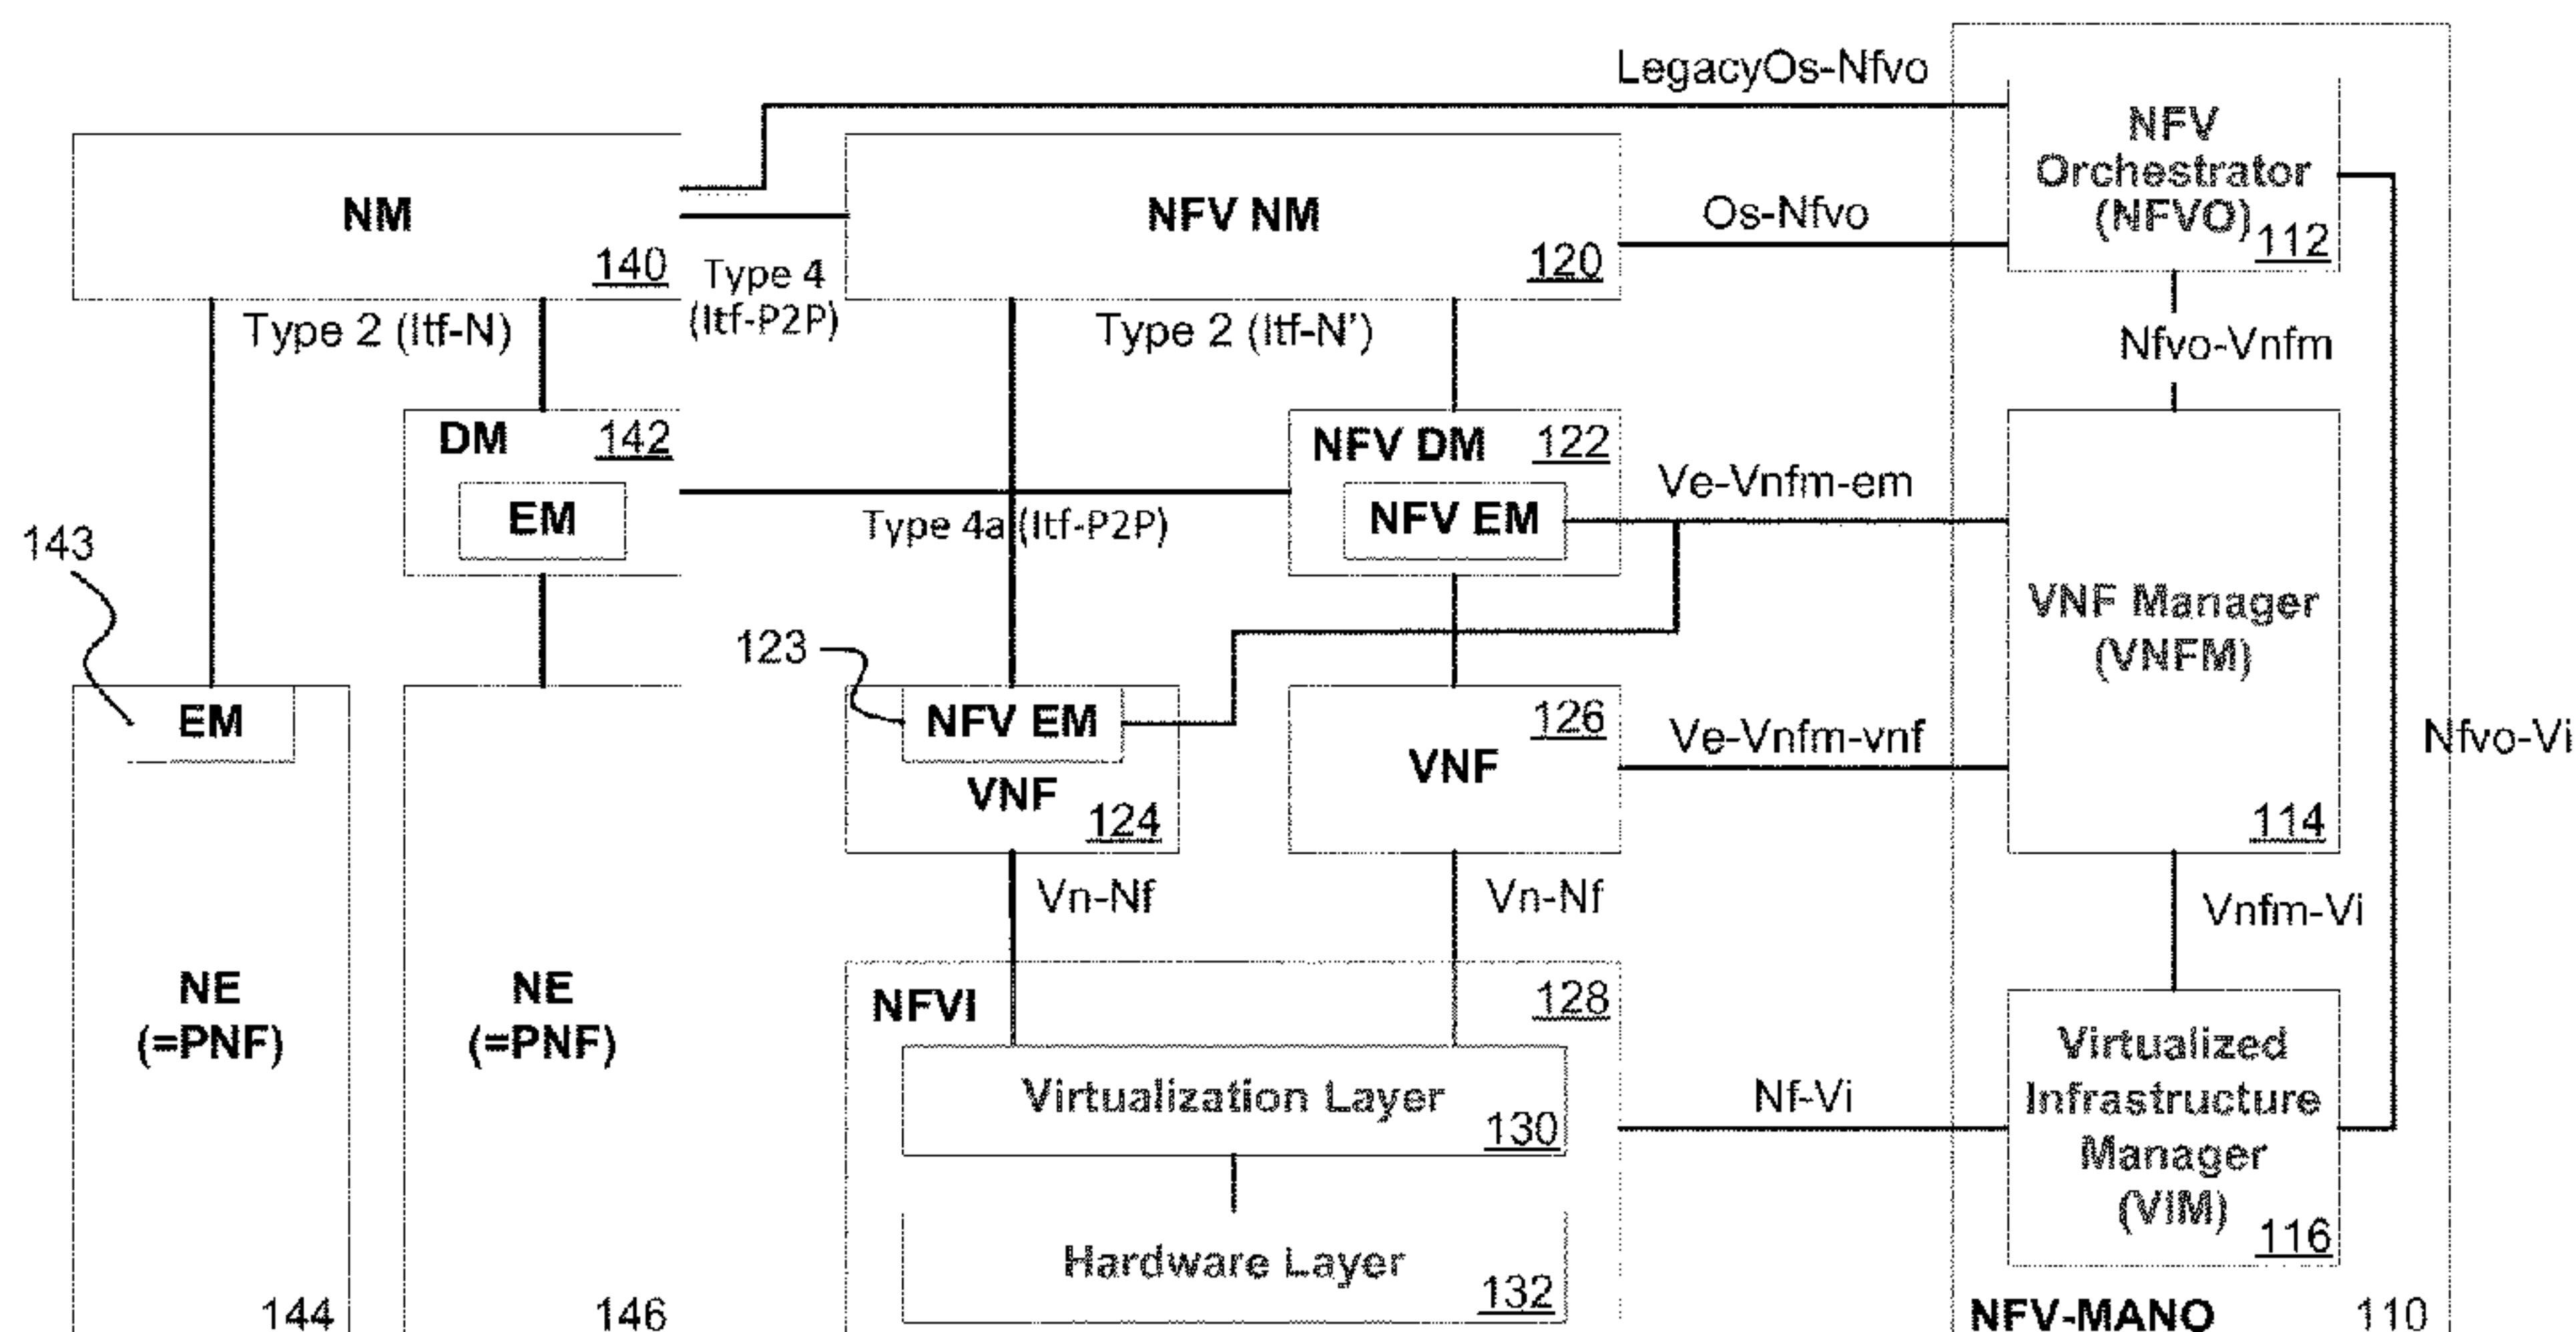 LegacyOs-Nfvo
NFV
Orchestrator
(NFVO)
112
NM
140
Type 4
(Itf-P2P)
NFV NM
120
Os-Nfvo
Type 2 (Itf-N)
Type 2 (Itf-N’)
Nfvo-Vnfm
DM
142
EM
NFV DM
122
NFV EM
Ve-Vnfm-em
Type 4a (Itf-P2P)
143
123
VNF Manager
(VNFM)
114
EM
NFV EM
VNF
124
126
VNF
Ve-Vnfm-vnf
Nfvo-Vi
Vn-Nf
Vn-Nf
Vnfm-Vi
NE
(=PNF)
144
NE
(=PNF)
146
NFVI
128
Virtualization Layer
130
Nf-Vi
Virtualized
Infrastructure
Manager
(VIM)
116
Hardware Layer
132
NFV-MANO
110